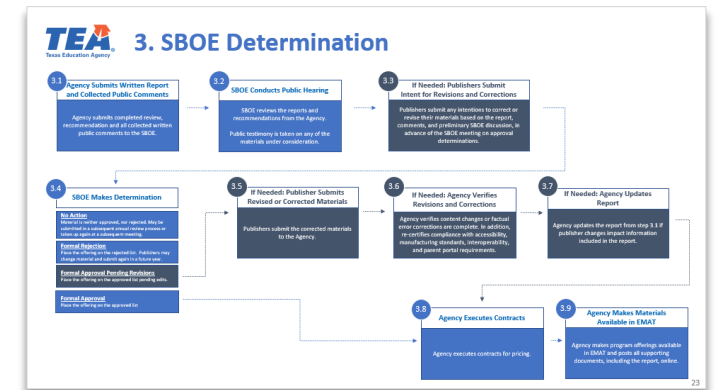 TEA
Texas Education Agency
3. SBOE Determination
3.1
Agency Submits Written Report
and Collected Public Comments
Agency submits completed review,
recommendation and all collected written
public comments to the SBOE.
3.2
SBOE Conducts Public Hearing
SBOE reviews the reports and
recommendations from the Agency.
Public testimony is taken on any of the
materials under consideration.
3.3
If Needed: Publishers Submit
Intent for Revisions and Corrections
Publishers submit any intentions to correct or
revise their materials based on the report,
comments, and preliminary SBOE discussion, in
advance of the SBOE meeting on approval
determinations.
3.4
SBOE Makes Determination
No Action
Material is neither approved, nor rejected. May be
submitted in a subsequent annual review process or
taken up again at a subsequent meeting.
Formal Rejection
Place the offering on the rejected list. Publishers may
change material and submit again in a future year.
Formal Approval Pending Revisions
Place the offering on the approved list pending edits.
Formal Approval
Place the offering on the approved list
3.5
If Needed: Publisher Submits
Revised or Corrected Materials
Publishers submit the corrected materials
to the Agency.
3.6
If Needed: Agency Verifies
Revisions and Corrections
Agency verifies content changes or factual
error corrections are complete. In addition,
re-certifies compliance with accessibility,
manufacturing standards, interoperability,
and parent portal requirements.
3.7
If Needed: Agency Updates
Report
Agency updates the report from step 3.1 if
publisher changes impact information
included in the report.
3.8
Agency Executes Contracts
Agency executes contracts for pricing.
3.9
Agency Makes Materials
Available in EMAT
Agency makes program offerings available
in EMAT and posts all supporting
documents, including the report, online.
23